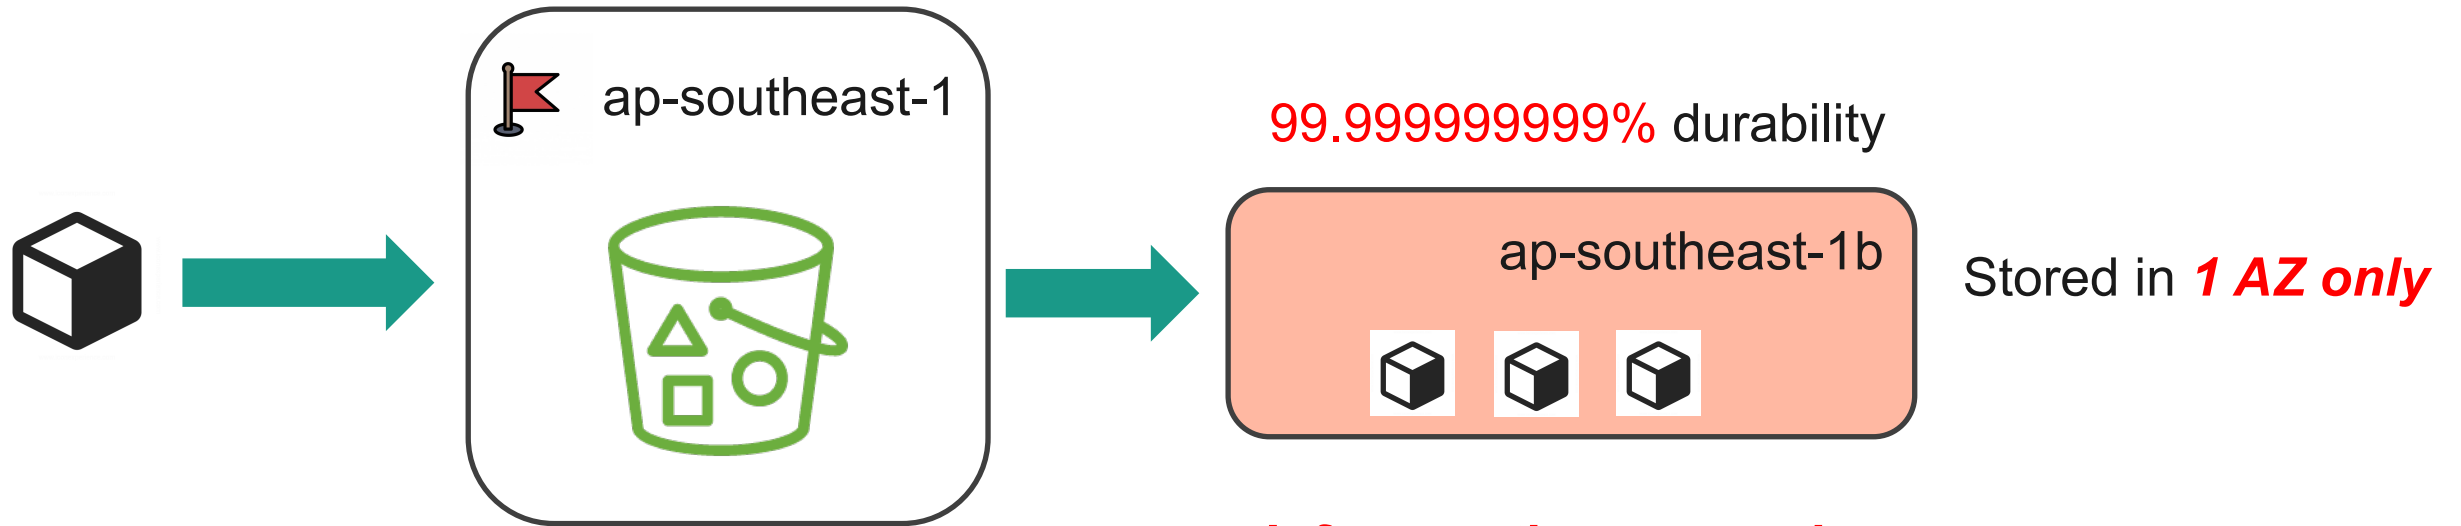 ap-southeast-1
99.999999999% durability
ap-southeast-1b
Stored in 1 AZ only